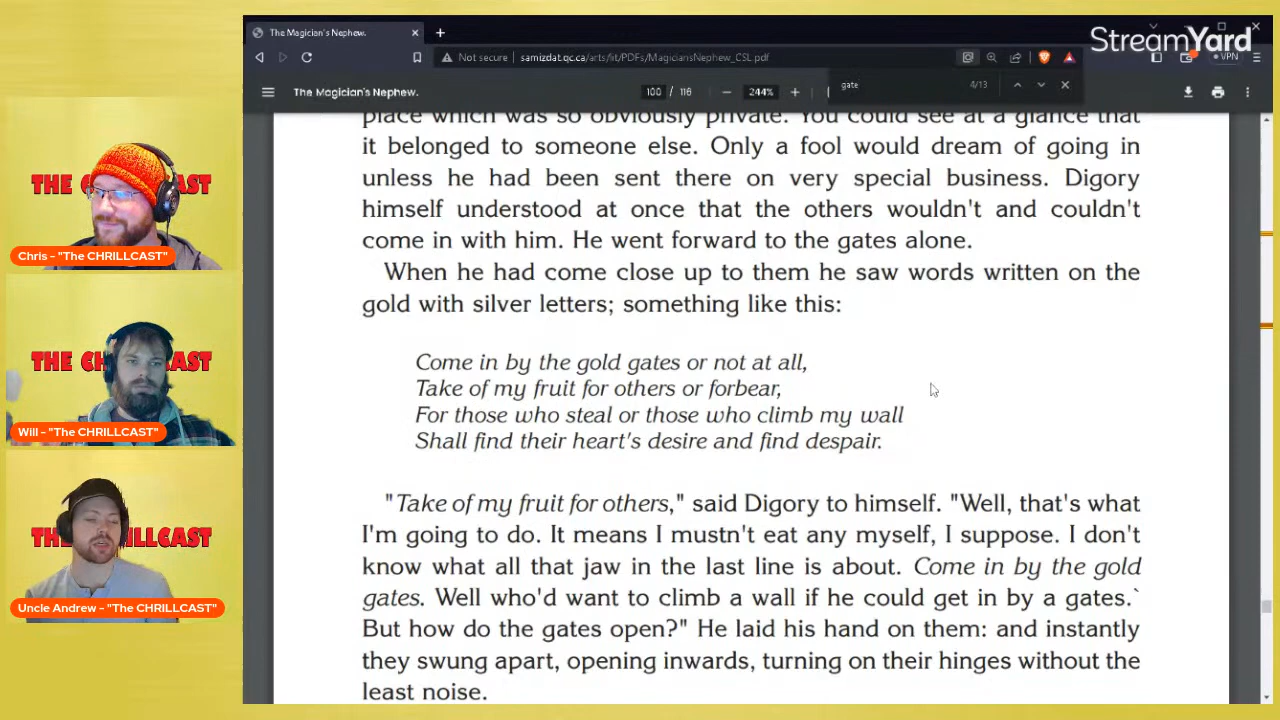 The Magician's Nephew.
StreamYard
Not secure samizdat.qc.ca/arts/lit/PDFs/MagiciansNephew_CSL.pdf
VPN
gate 4/13
The Magician's Nephew.
100 / 116
244%
place which was so obviously private. You could see at a glance that
it belonged to someone else. Only a fool would dream of going in
unless he had been sent there on very special business. Digory
himself understood at once that the others wouldn't and couldn't
come in with him. He went forward to the gates alone.
When he had come close up to them he saw words written on the
gold with silver letters; something like this:
Come in by the gold gates or not at all,
Take of my fruit for others or forbear,
For those who steal or those who climb my wall
Shall find their heart's desire and find despair.
"Take of my fruit for others," said Digory to himself. "Well, that's what
I'm going to do. It means I mustn't eat any myself, I suppose. I don't
know what all that jaw in the last line is about. Come in by the gold
gates. Well who'd want to climb a wall if he could get in by a gates.`
But how do the gates open?" He laid his hand on them: and instantly
they swung apart, opening inwards, turning on their hinges without the
least noise.
THE AST
Chris - "The CHRILLCAST"
THE CH AST
Will - "The CHRILLCAST"
THE LLCAST
Uncle Andrew - "The CHRILLCAST"